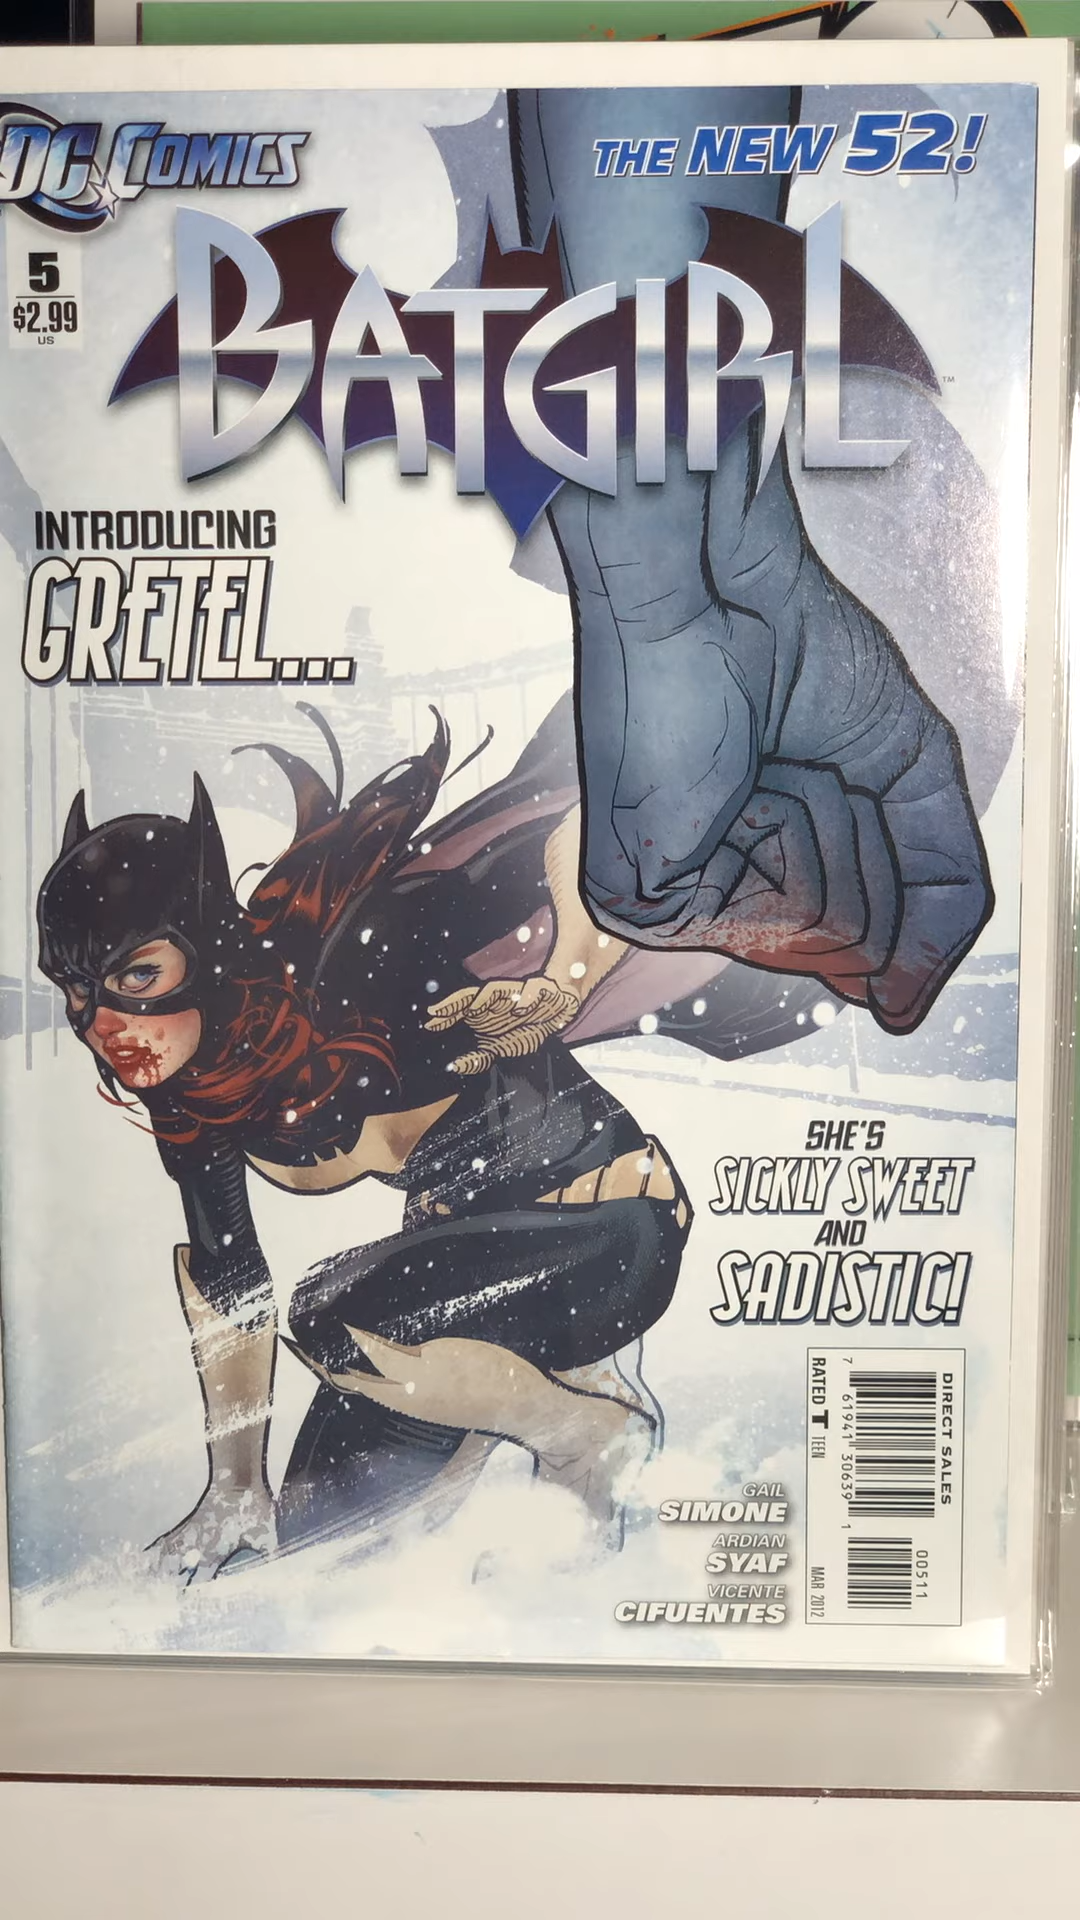 DC COMICS
THE NEW 52!
5
$2.99
US
BATGIRL™
INTRODUCING
GRETEL...
SHE'S
SICKLY SWEET
AND
SADISTIC!
GAIL
SIMONE
ARDIAN
SYAF
VICENTE
CIFUENTES
RATED T TEEN
MAR 2012
7 61941 30639 1
00511
DIRECT SALES